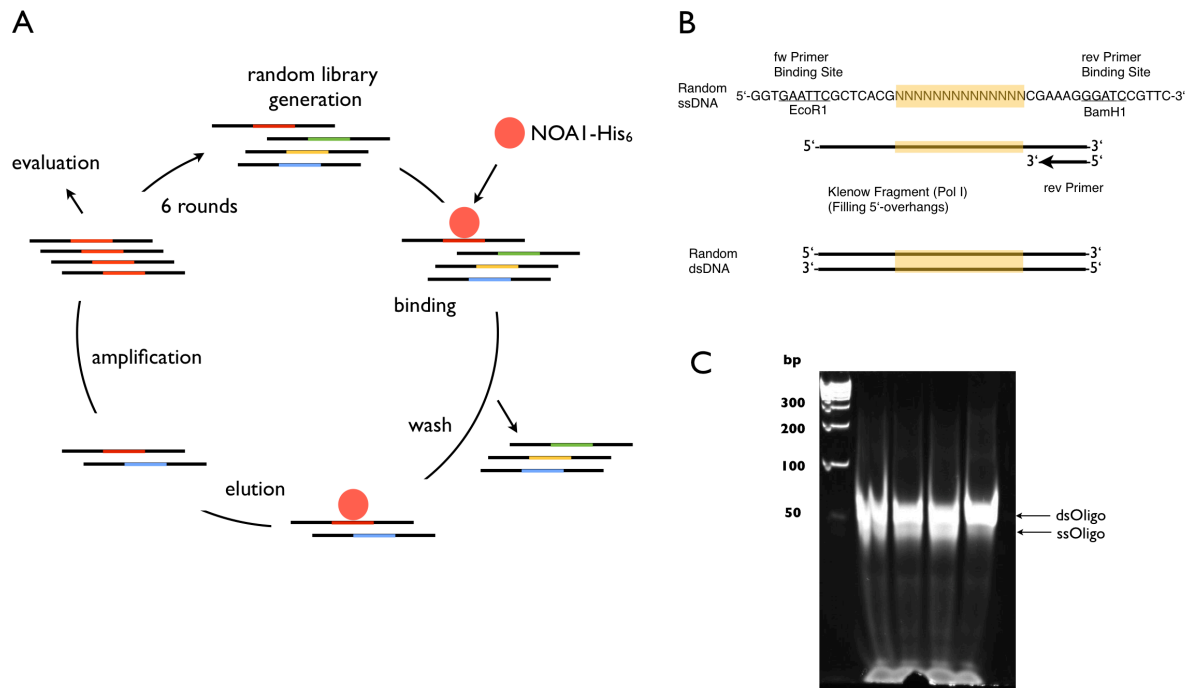 A
random library
generation
NOA1-His6
evaluation
6 rounds
binding
amplification
wash
elution
B
fw Primer
Binding Site
rev Primer
Binding Site
Random
ssDNA
5‘-GGTGAATTCGCTCACGNNNNNNNNNNNNNNCGAAAGGGATCCGTTC-3‘
EcoR1
BamH1
5‘ -3‘
3‘ -5‘
rev Primer
Klenow Fragment (Pol I)
(Filling 5‘-overhangs)
Random
dsDNA
5‘ -3‘
3‘ -5‘
C
bp
300
200
100
50
dsOligo
ssOligo